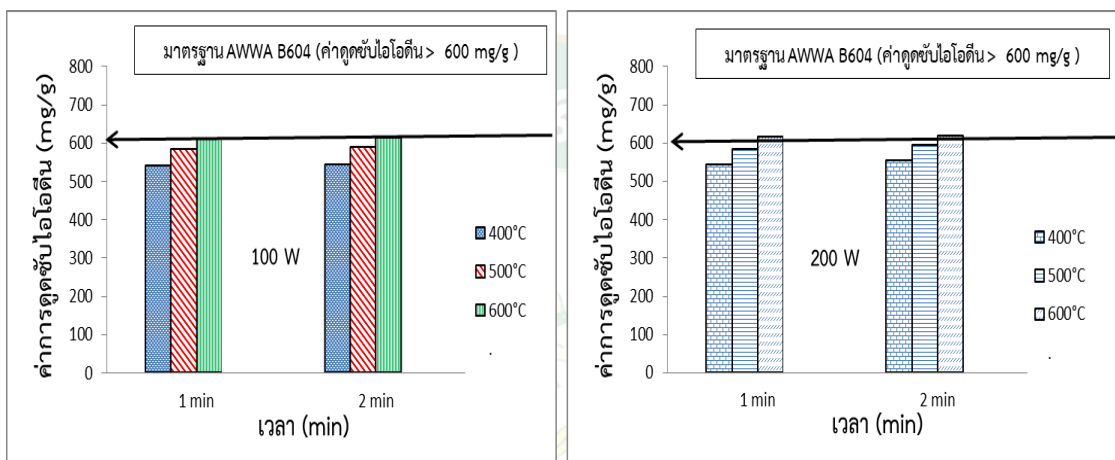 มาตรฐาน AWWA B604 (ค่าดูดซับไอโอดีน > 600 mg/g )
ค่าการดูดซับไอโอดีน (mg/g)
800
700
600
500
400
300
200
100
0
100 W
400°C
500°C
600°C
.
1 min
2 min
เวลา (min)
มาตรฐาน AWWA B604 (ค่าดูดซับไอโอดีน > 600 mg/g )
ค่าการดูดซับไอโอดีน (mg/g)
800
700
600
500
400
300
200
100
0
200 W
400°C
500°C
600°C
.
1 min
2 min
เวลา (min)